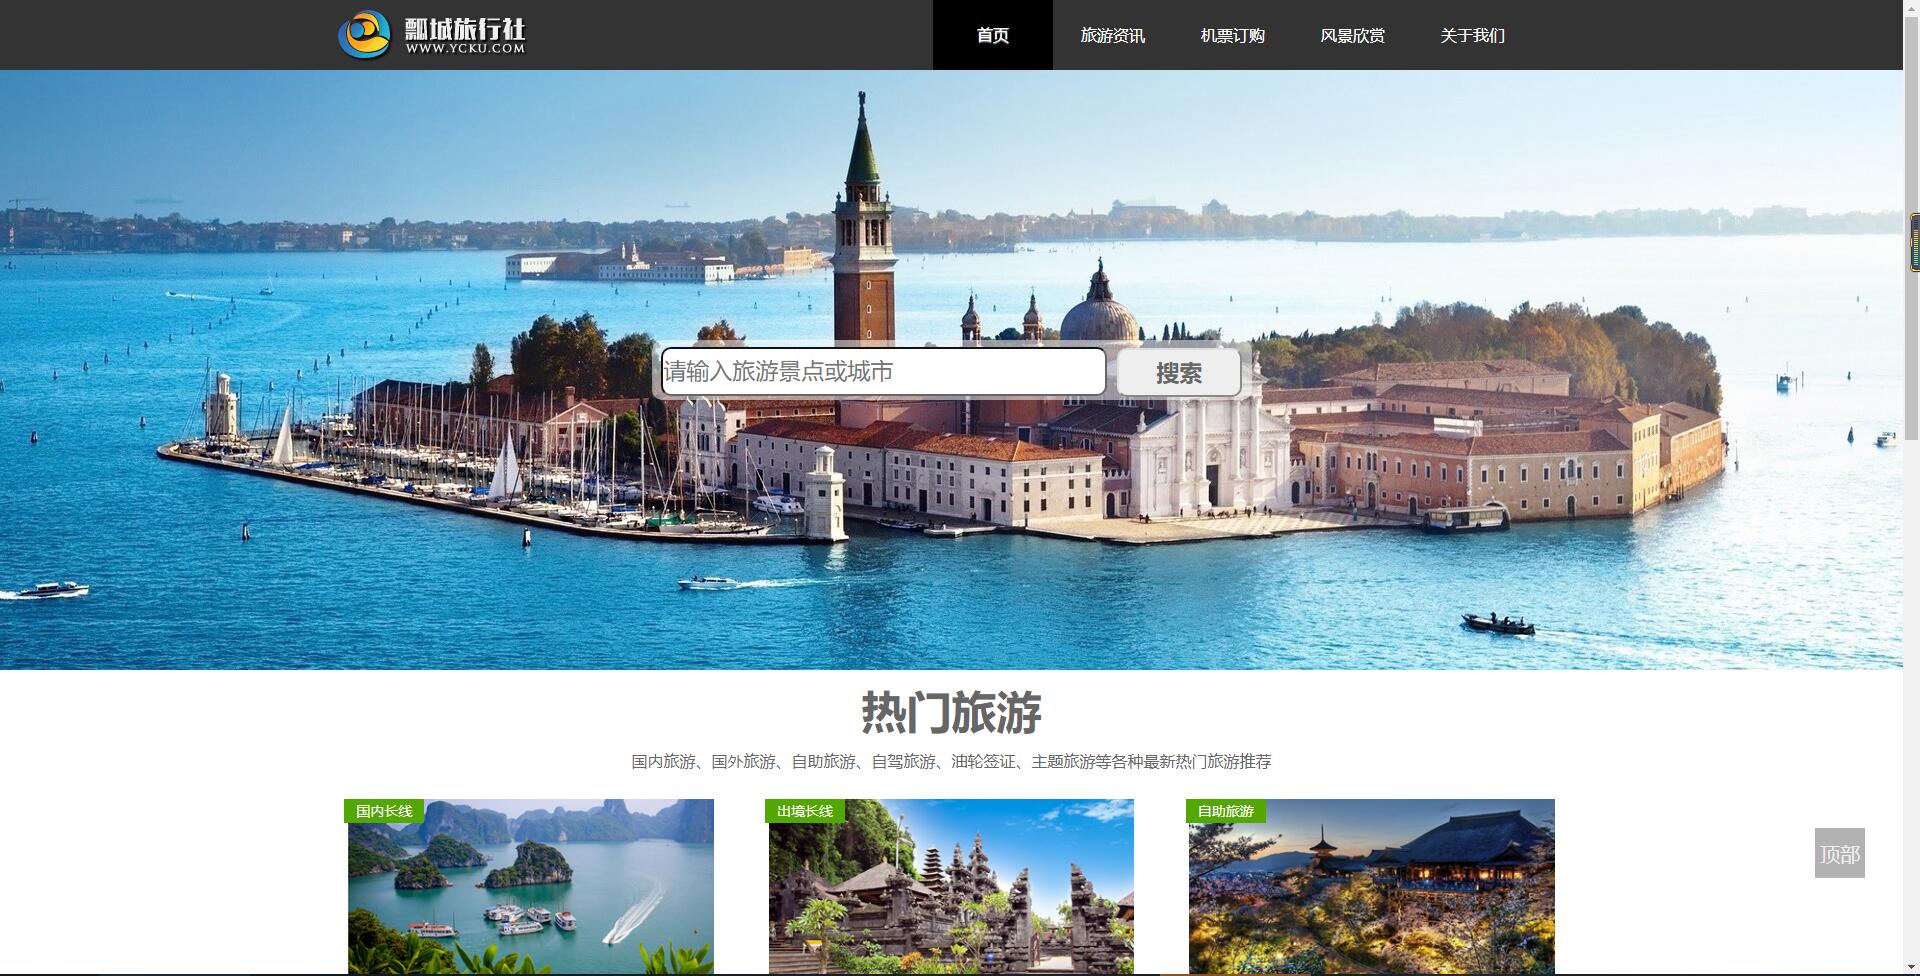 瓢城旅行社
WWW.YCKU.COM
首页
旅游资讯
机票订购
风景欣赏
关于我们
请输入旅游景点或城市
搜索
热门旅游
国内旅游、国外旅游、自助旅游、自驾旅游、油轮签证、主题旅游等各种最新热门旅游推荐
国内长线
出境长线
自助旅游
顶部